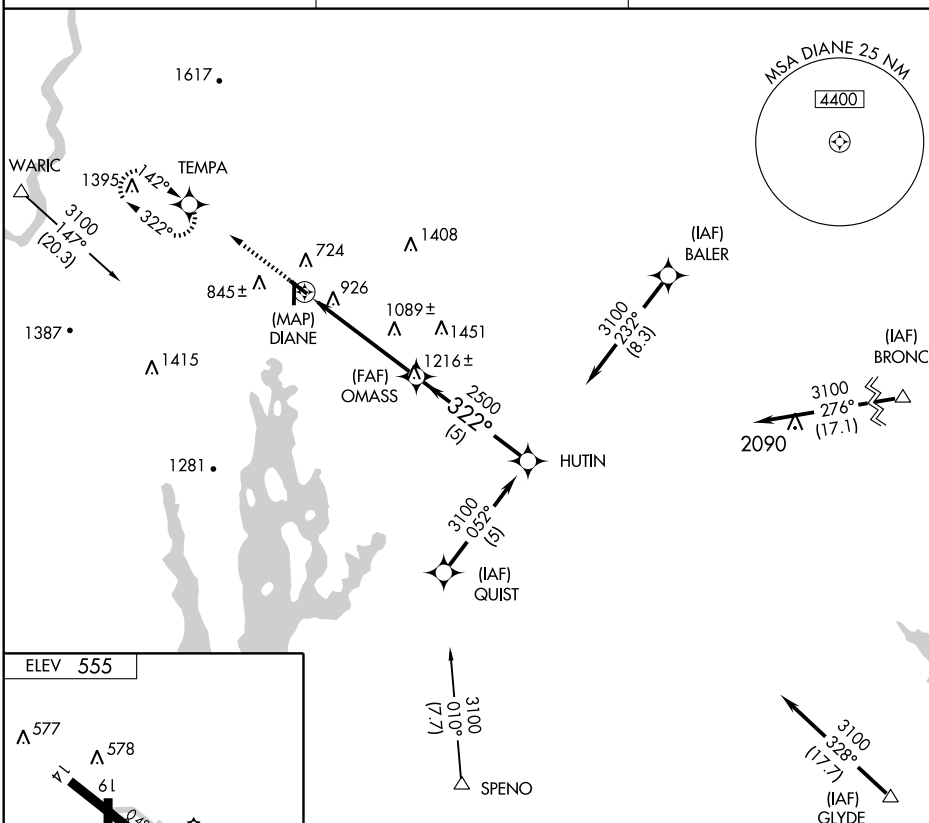 1617
MSA DIANE 25 NM
4400
WARIC
3100
147°
(20.3)
1395
142°
322°
TEMPA
1408
724
845±
926
(MAP)
DIANE
1089±
1451
1216±
(IAF)
BALER
3100
232°
(8.3)
1387
1415
(FAF)
OMASS
2500
322°
(5)
(IAF)
BRONC
3100
276°
(17.1)
2090
HUTIN
1281
3100
052°
(5)
(IAF)
QUIST
3100
010°
(7.7)
SPENO
3100
328°
(17.7)
(IAF)
GLYDE
ELEV 555
577
578
14
19